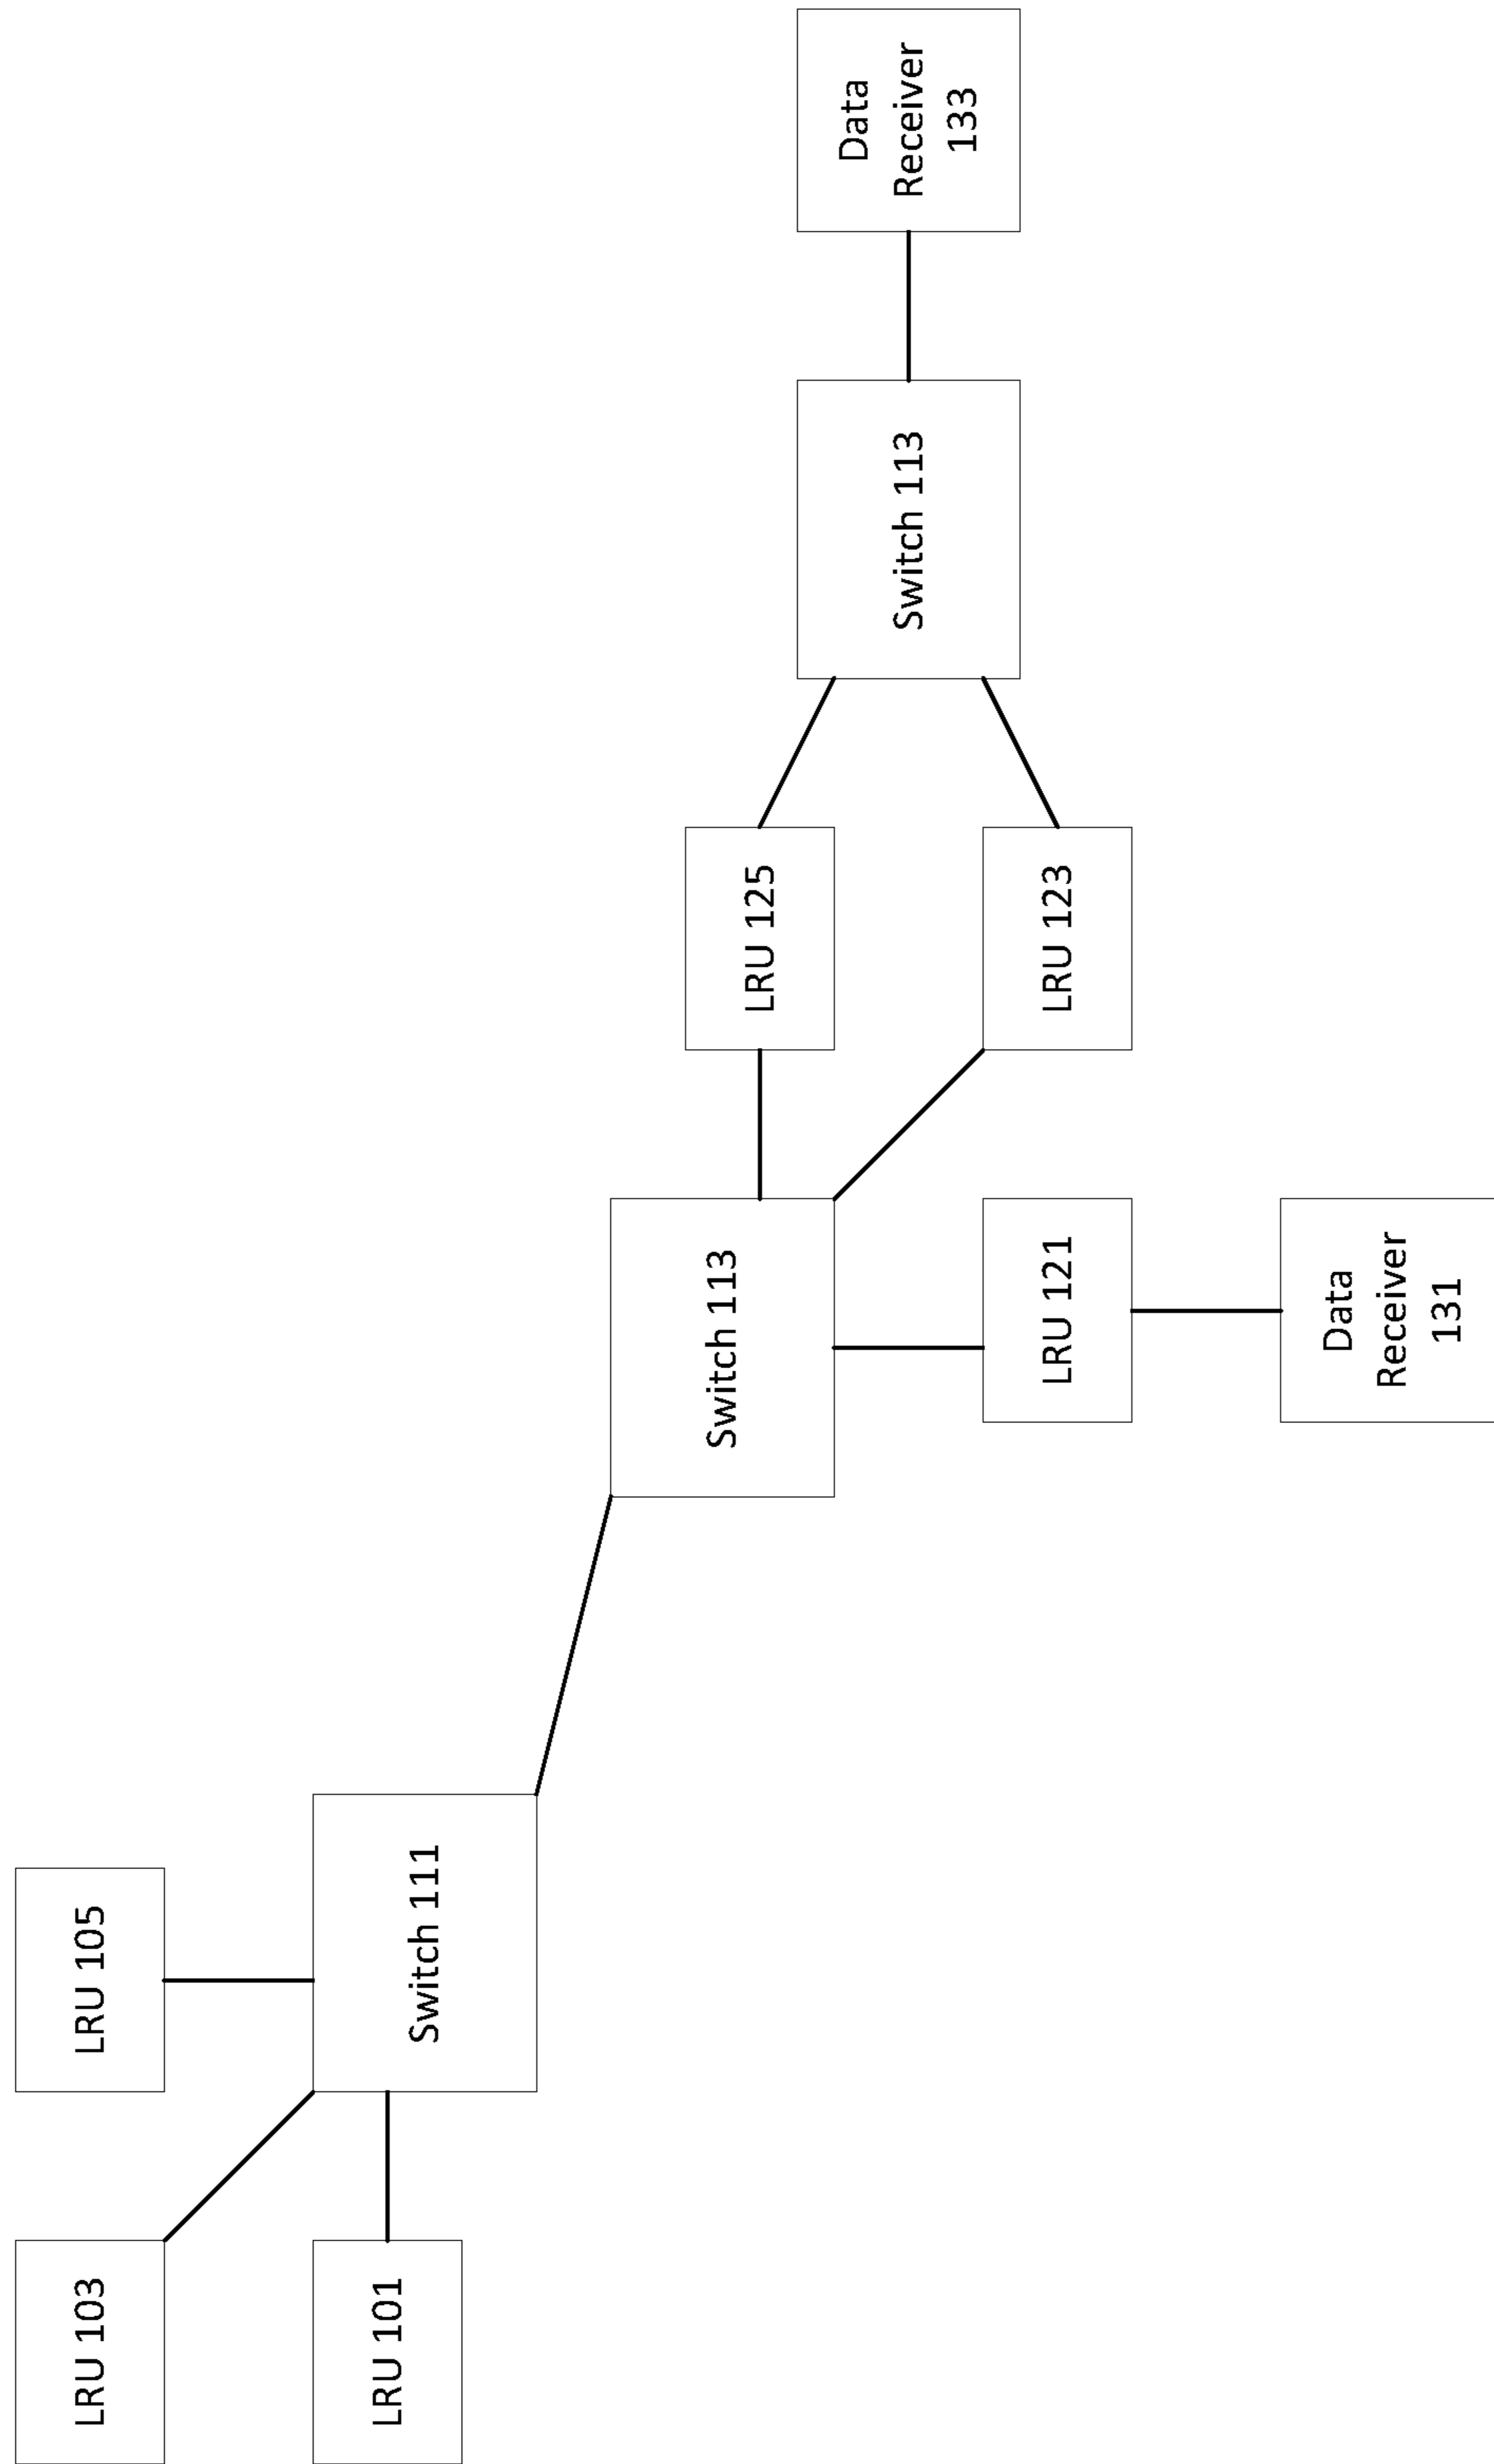 LRU 103
LRU 105
LRU 101
Switch 111
Switch 113
LRU 125
LRU 121
LRU 123
Switch 113
Data
Receiver
133
Data
Receiver
131